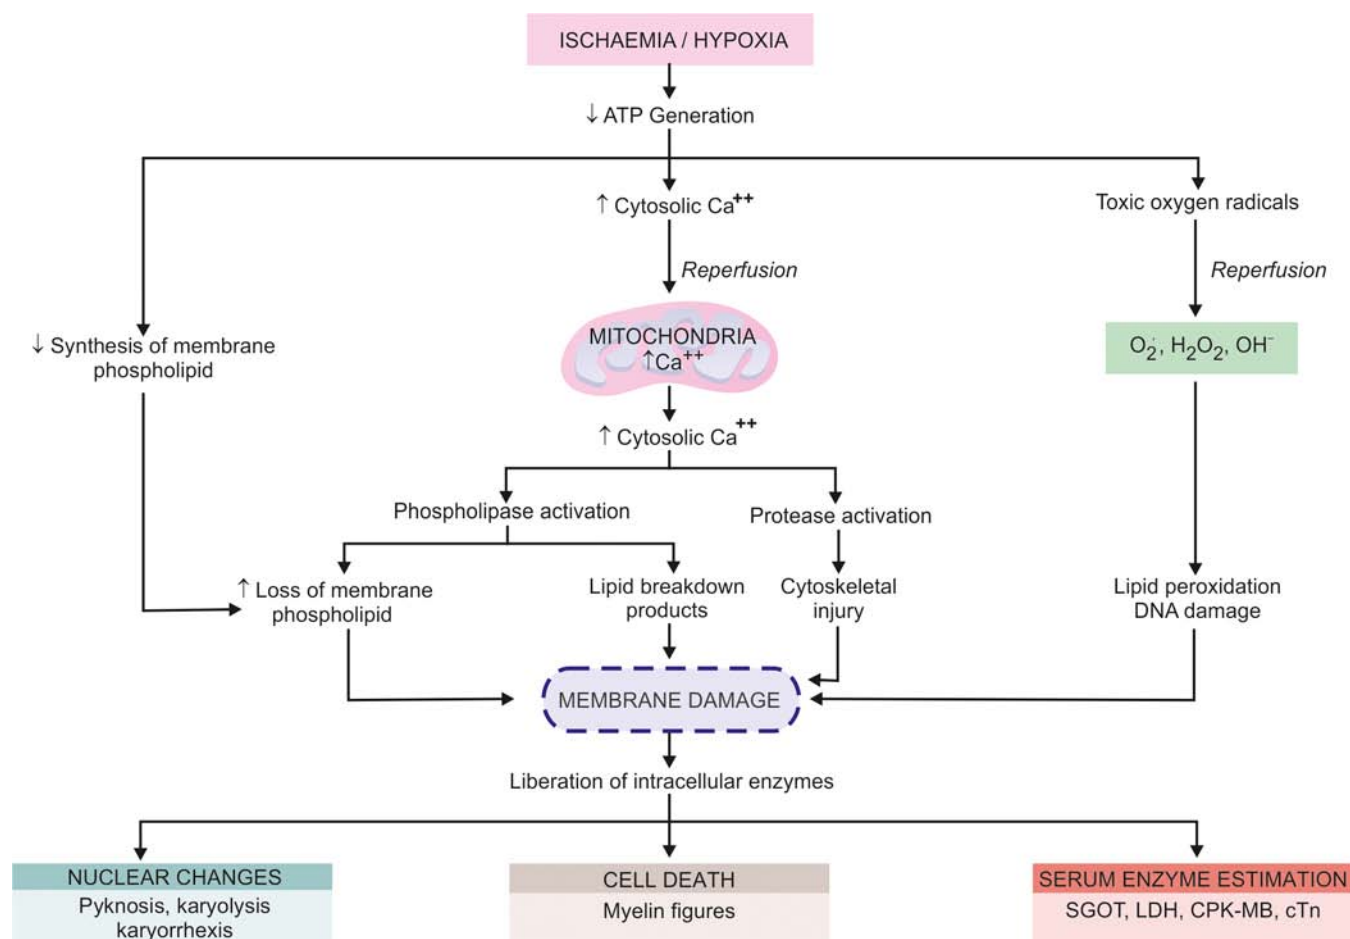 ISCHAEMIA / HYPOXIA
↓ ATP Generation
↑ Cytosolic Ca++
Toxic oxygen radicals
Reperfusion
Reperfusion
↓ Synthesis of membrane
phospholipid
MITOCHONDRIA
↑Ca++
O2∸, H2O2, OH−
↑ Cytosolic Ca++
Phospholipase activation
Protease activation
↑ Loss of membrane
phospholipid
Lipid breakdown
products
Cytoskeletal
injury
Lipid peroxidation
DNA damage
MEMBRANE DAMAGE
Liberation of intracellular enzymes
NUCLEAR CHANGES
Pyknosis, karyolysis
karyorrhexis
CELL DEATH
Myelin figures
SERUM ENZYME ESTIMATION
SGOT, LDH, CPK-MB, cTn